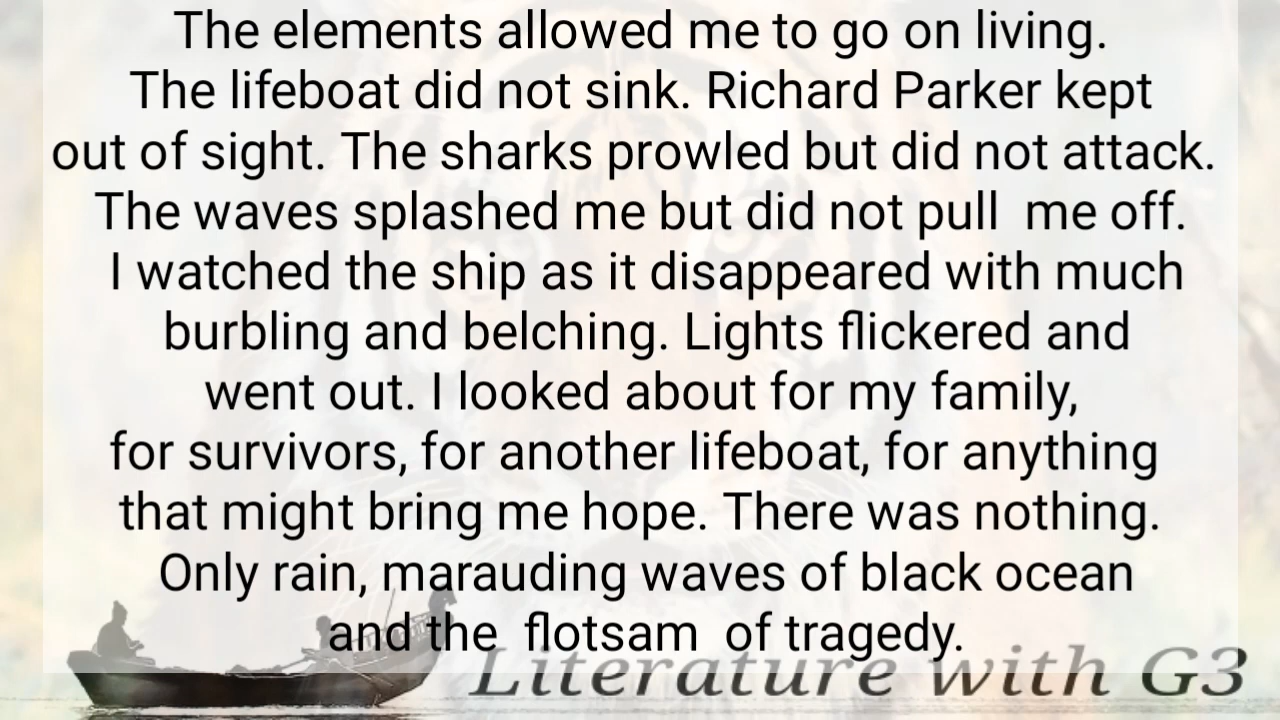 The elements allowed me to go on living.
The lifeboat did not sink. Richard Parker kept
out of sight. The sharks prowled but did not attack.
The waves splashed me but did not pull  me off.
I watched the ship as it disappeared with much
burbling and belching. Lights flickered and
went out. I looked about for my family,
for survivors, for another lifeboat, for anything
that might bring me hope. There was nothing.
Only rain, marauding waves of black ocean
and the  flotsam  of tragedy.
Literature with G3